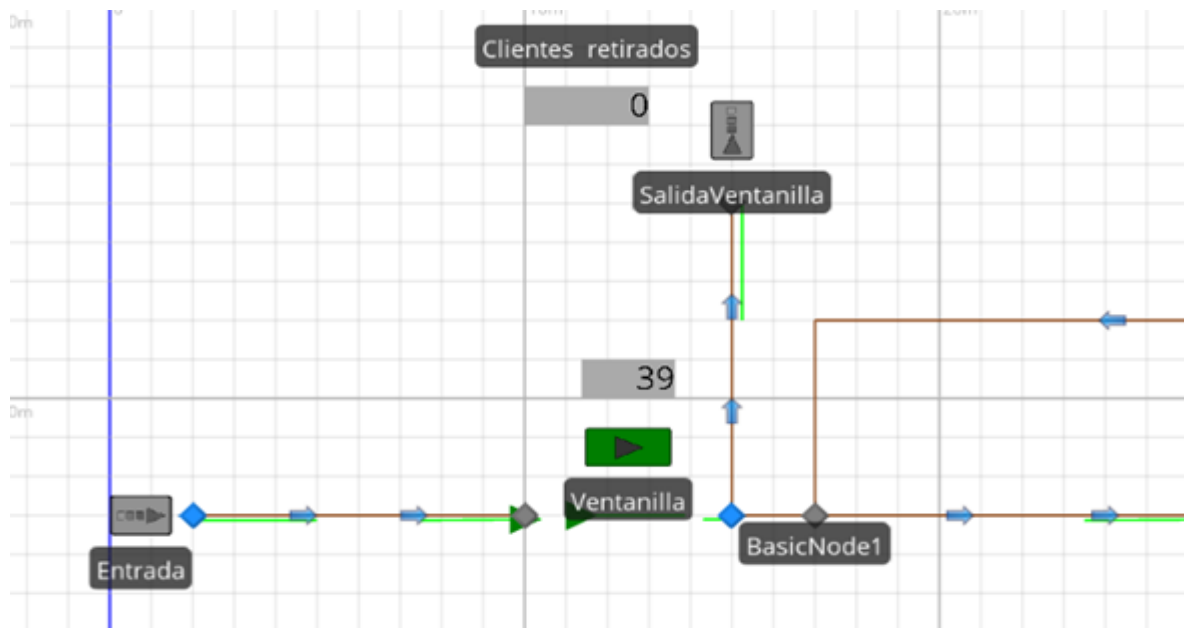 Clientes retirados
0
SalidaVentanilla
39
Ventanilla
BasicNode1
Entrada